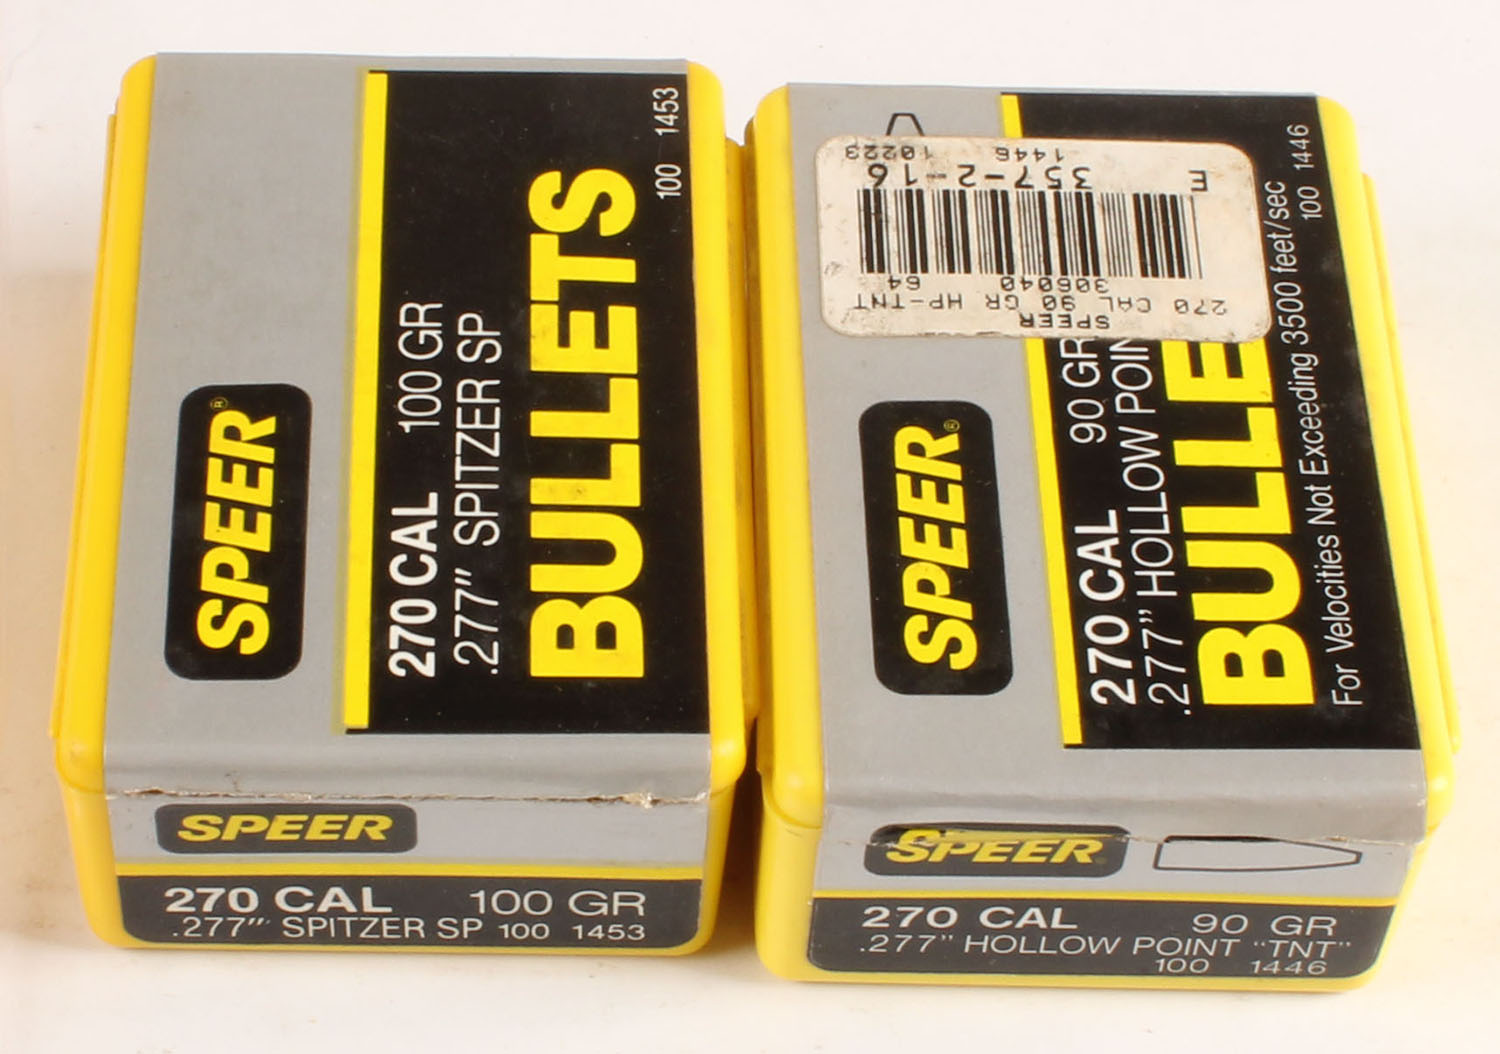 SPEER®
270 CAL 100 GR
.277" SPITZER SP
BULLETS
100 1453
SPEER
270 CAL 100 GR
.277"' SPITZER SP 100 1453
SPEER®
270 CAL 90 GR
.277" HOLLOW POIN
BULLE
For Velocities Not Exceeding 3500 feet/sec
100 1446
SPEER
270 CAL 90 GR HP-TNT
306040 64
E 357-2-16
1446 10223
SPEER
270 CAL 90 GR
.277" HOLLOW POINT "TNT"
100 1446